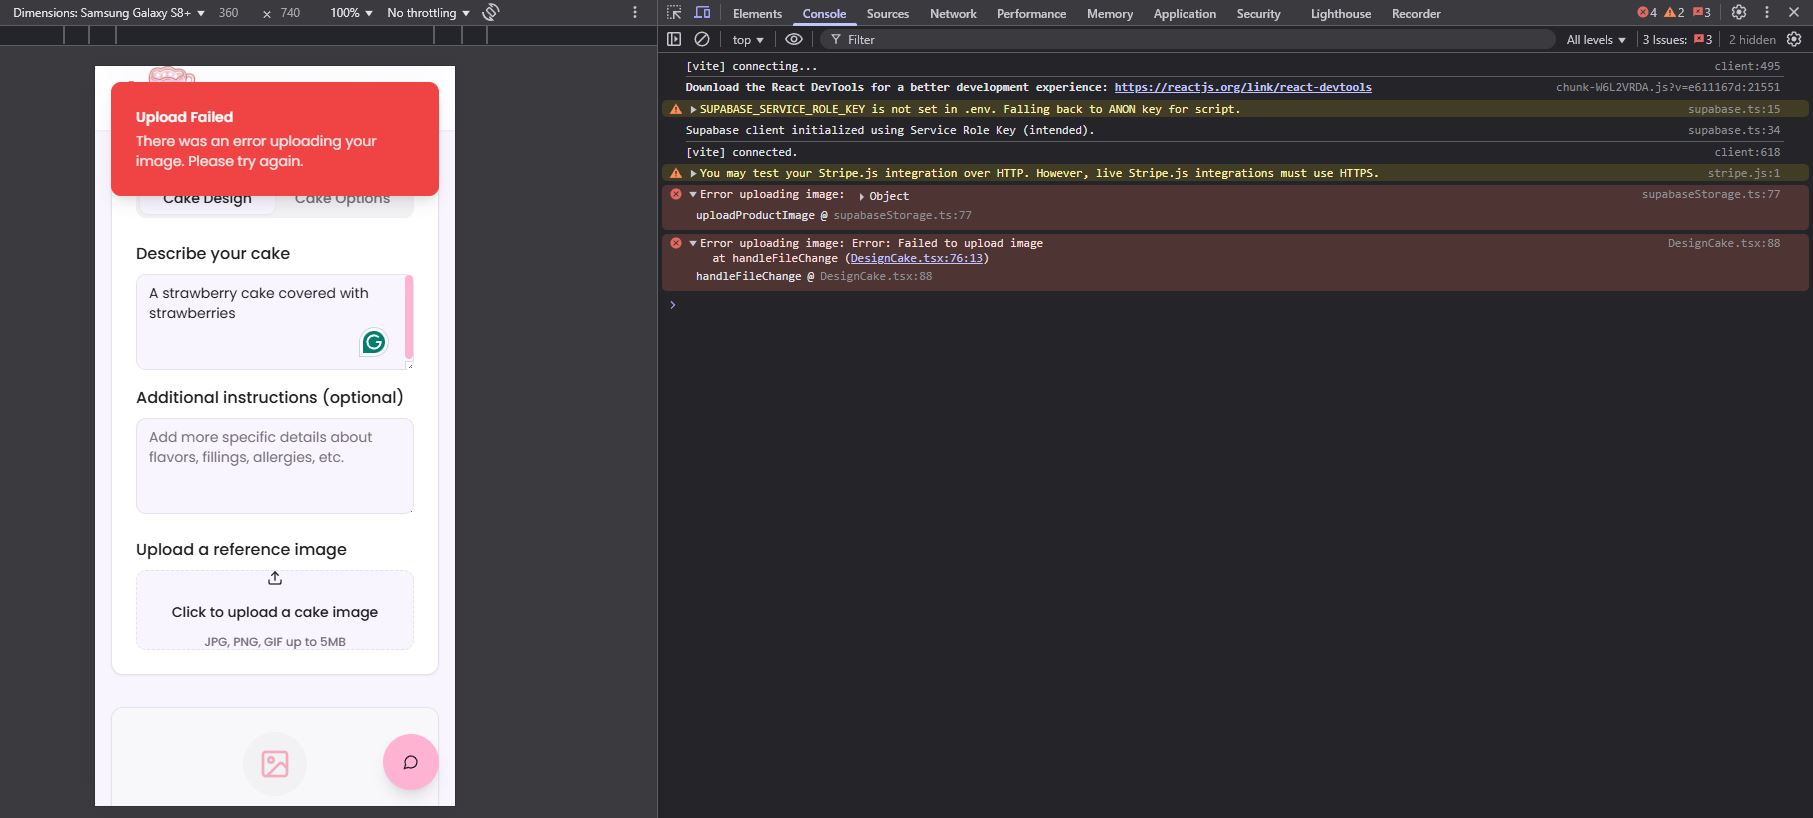 Dimensions: Samsung Galaxy S8+ 360 × 740 100% No throttling
Elements Console Sources Network Performance Memory Application Security Lighthouse Recorder 4 2 3
top Filter All levels 3 Issues: 3 2 hidden
Upload Failed
There was an error uploading your
image. Please try again.
Cake Design Cake Options
Describe your cake
A strawberry cake covered with
strawberries
Additional instructions (optional)
Add more specific details about
flavors, fillings, allergies, etc.
Upload a reference image
Click to upload a cake image
JPG, PNG, GIF up to 5MB
[vite] connecting... client:495
Download the React DevTools for a better development experience: https://reactjs.org/link/react-devtools chunk-W6L2VRDA.js?v=e611167d:21551
SUPABASE_SERVICE_ROLE_KEY is not set in .env. Falling back to ANON key for script. supabase.ts:15
Supabase client initialized using Service Role Key (intended). supabase.ts:34
[vite] connected. client:618
You may test your Stripe.js integration over HTTP. However, live Stripe.js integrations must use HTTPS. stripe.js:1
Error uploading image: Object supabaseStorage.ts:77
uploadProductImage @ supabaseStorage.ts:77
Error uploading image: Error: Failed to upload image DesignCake.tsx:88
at handleFileChange (DesignCake.tsx:76:13)
handleFileChange @ DesignCake.tsx:88